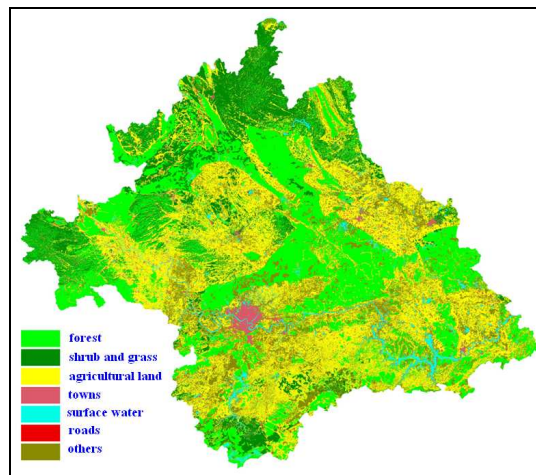 forest
shrub and grass
agricultural land
towns
surface water
roads
others